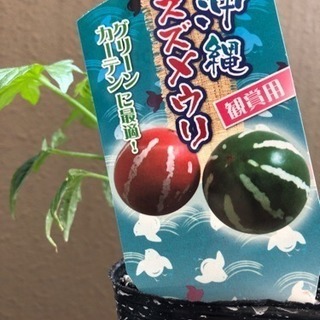 沖縄
スズメウリ
観賞用
グリーン
カーテンに最適!